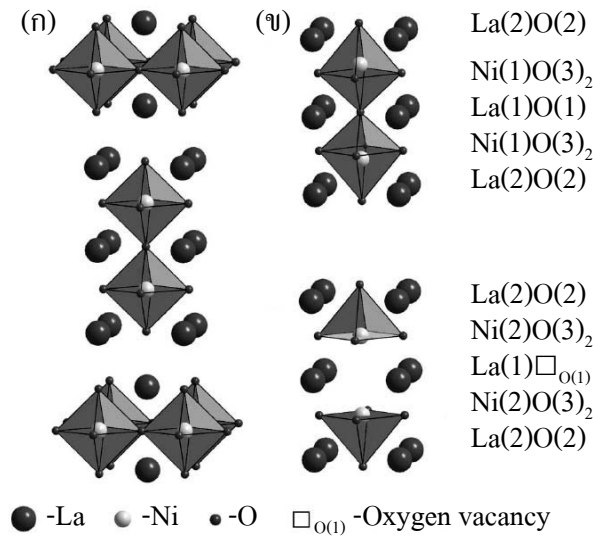 (ก)
(ข)
La(2)O(2)
Ni(1)O(3)₂
La(1)O(1)
Ni(1)O(3)₂
La(2)O(2)
La(2)O(2)
Ni(2)O(3)₂
La(1)□O(1)
Ni(2)O(3)₂
La(2)O(2)
-La -Ni -O □O(1) -Oxygen vacancy